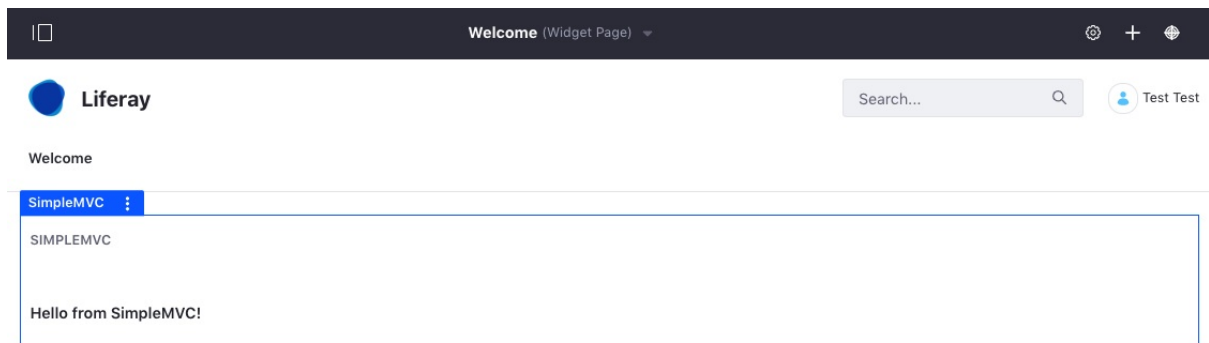 Welcome (Widget Page)
Liferay
Search...
Test Test
Welcome
SimpleMVC
SIMPLEMVC
Hello from SimpleMVC!